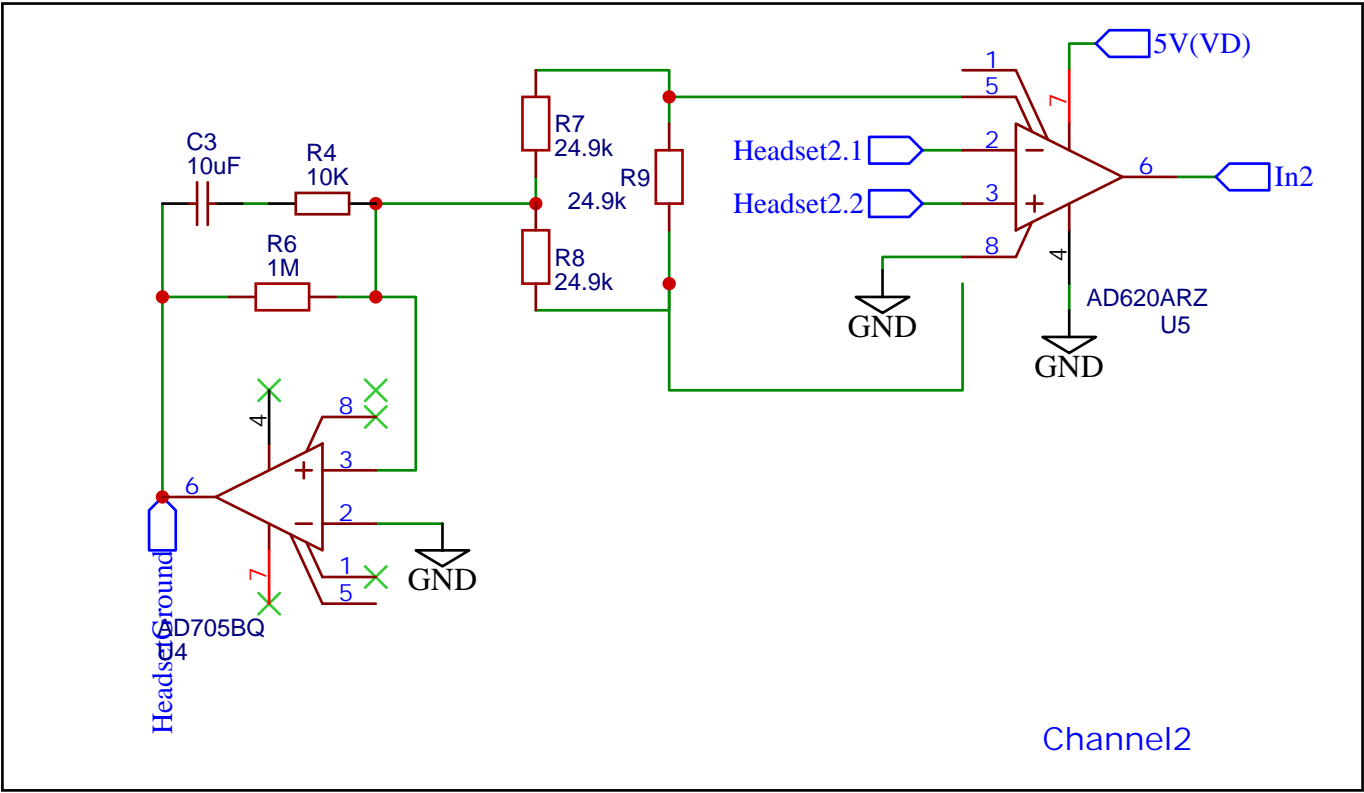 1
5V(VD)
5
7
C3
10uF
R4
10K
R7
24.9k
R9
24.9k
Headset2.1
2
6
In2
Headset2.2
3
R6
1M
R8
24.9k
8
4
GND
AD620ARZ
U5
GND
4
8
3
6
2
7
1
GND
5
HeadsetGround
AD705BQ
U4
Channel2